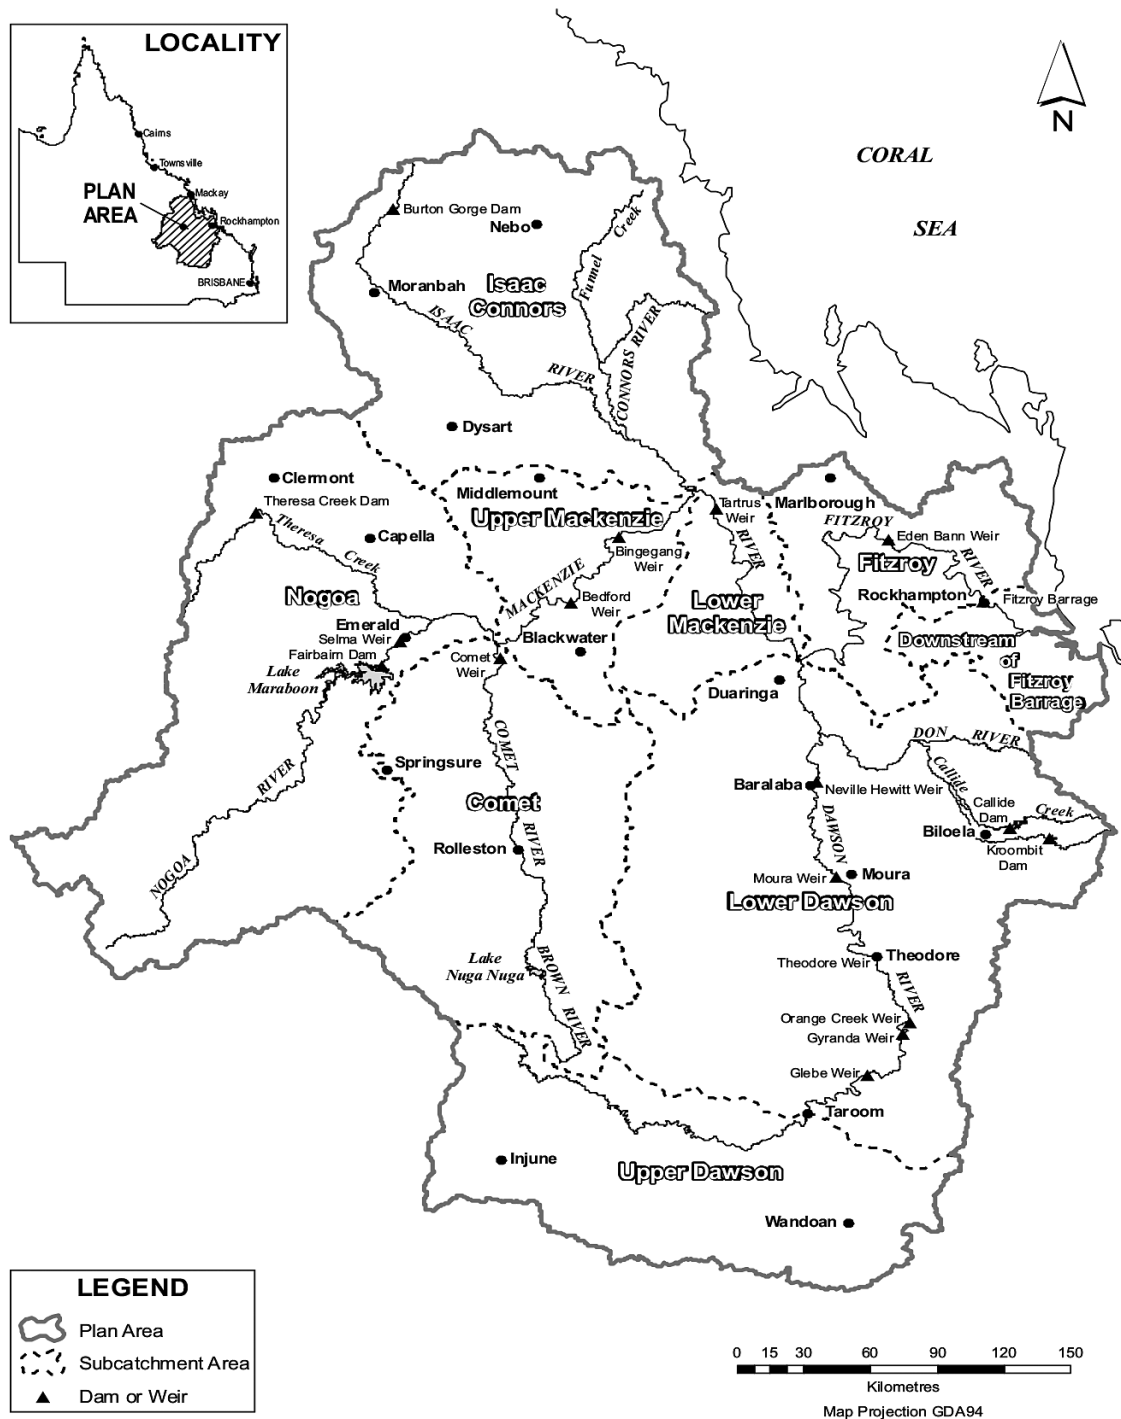 LOCALITY
Cairns
Townsville
PLAN
AREA
Mackay
Rockhampton
BRISBANE
N
CORAL
SEA
Burton Gorge Dam
Nebo
Funnel
Creek
Moranbah
Isaac
Connors
ISAAC
RIVER
CONNORS
RIVER
Dysart
Clermont
Theresa Creek Dam
Theresa
Creek
Capella
Middlemount
Upper Mackenzie
Tartrus
Weir
RIVER
Marlborough
FITZROY
Eden Bann Weir
RIVER
Fitzroy
Bingegang
Weir
MACKENZIE
Bedford
Weir
Nogoa
Lower
Mackenzie
Rockhampton
Fitzroy Barrage
Emerald
Selma Weir
Fairbairn Dam
Lake
Maraboon
Comet
Weir
Blackwater
Downstream
of
Fitzroy
Barrage
Duaringa
COMET
RIVER
DON
RIVER
Springsure
Callide
Creek
Baralaba
Neville Hewitt Weir
Callide
Dam
Comet
RIVER
Biloela
Kroombit
Dam
Rolleston
DAWSON
NOGOA
Moura Weir
Moura
Lower Dawson
Lake
Nuga Nuga
BROWN
RIVER
Theodore
Theodore Weir
RIVER
Orange Creek Weir
Gyranda Weir
Glebe Weir
Taroom
Injune
Upper Dawson
Wandoan
LEGEND
Plan Area
Subcatchment Area
Dam or Weir
0 15 30 60 90 120 150
Kilometres
Map Projection GDA94